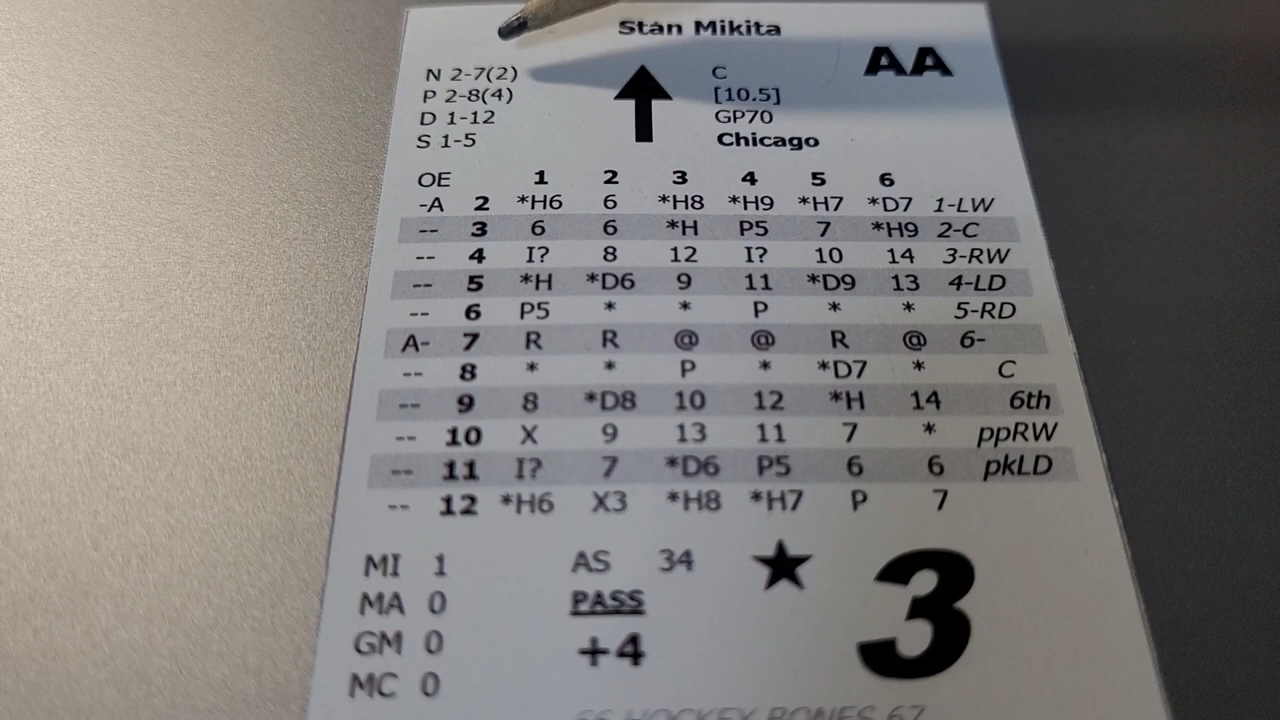 Stan Mikita
AA
N 2-7(2) C
P 2-8(4) [10.5]
D 1-12 GP70
S 1-5 Chicago
OE 1 2 3 4 5 6
-A 2 *H6 6 *H8 *H9 *H7 *D7 1-LW
-- 3 6 6 *H P5 7 *H9 2-C
-- 4 I? 8 12 I? 10 14 3-RW
-- 5 *H *D6 9 11 *D9 13 4-LD
-- 6 P5 * * P * * 5-RD
A- 7 R R @ @ R @ 6-
-- 8 * * P * *D7 * C
-- 9 8 *D8 10 12 *H 14 6th
-- 10 X 9 13 11 7 * ppRW
-- 11 I? 7 *D6 P5 6 6 pkLD
-- 12 *H6 X3 *H8 *H7 P 7
MI 1 AS 34
MA 0 PASS
GM 0 +4
MC 0
3
66 HOCKEY BONES 67